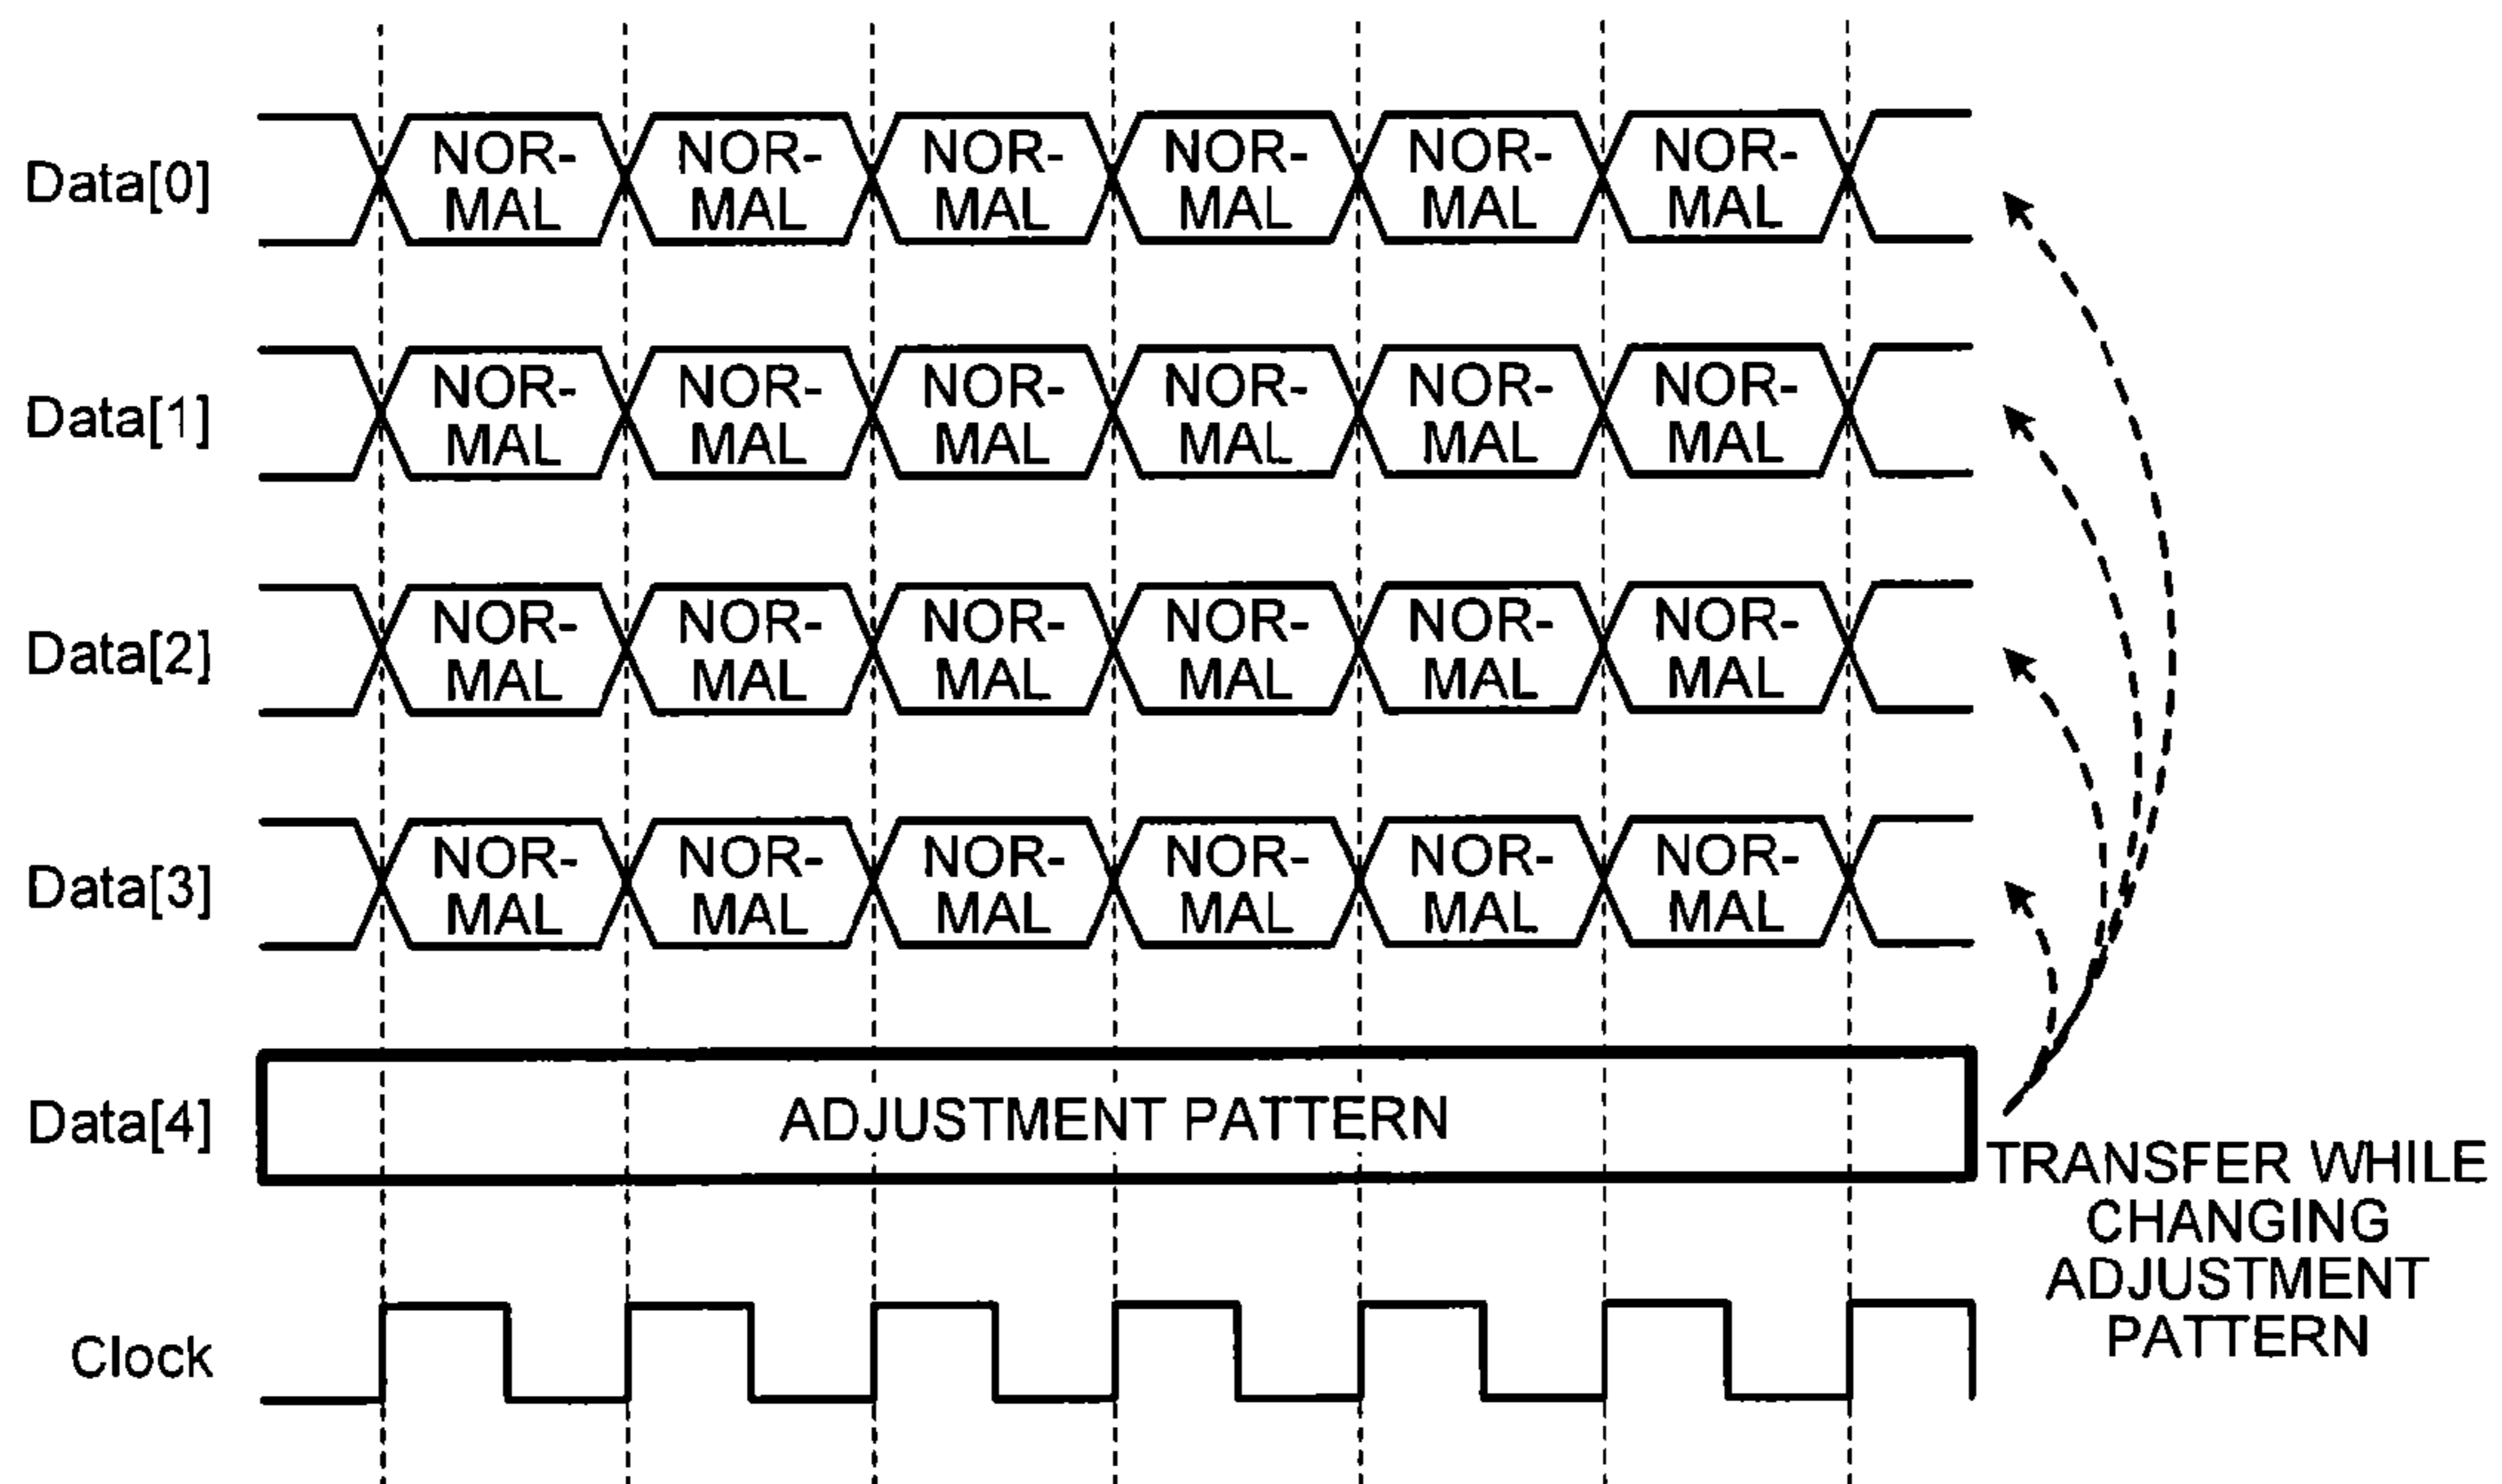 Data[0]
NOR- NOR- NOR- NOR- NOR- NOR-
MAL MAL MAL MAL MAL MAL
Data[1]
NOR- NOR- NOR- NOR- NOR- NOR-
MAL MAL MAL MAL MAL MAL
Data[2]
NOR- NOR- NOR- NOR- NOR- NOR-
MAL MAL MAL MAL MAL MAL
Data[3]
NOR- NOR- NOR- NOR- NOR- NOR-
MAL MAL MAL MAL MAL MAL
Data[4]
ADJUSTMENT PATTERN
TRANSFER WHILE
CHANGING
ADJUSTMENT
PATTERN
Clock